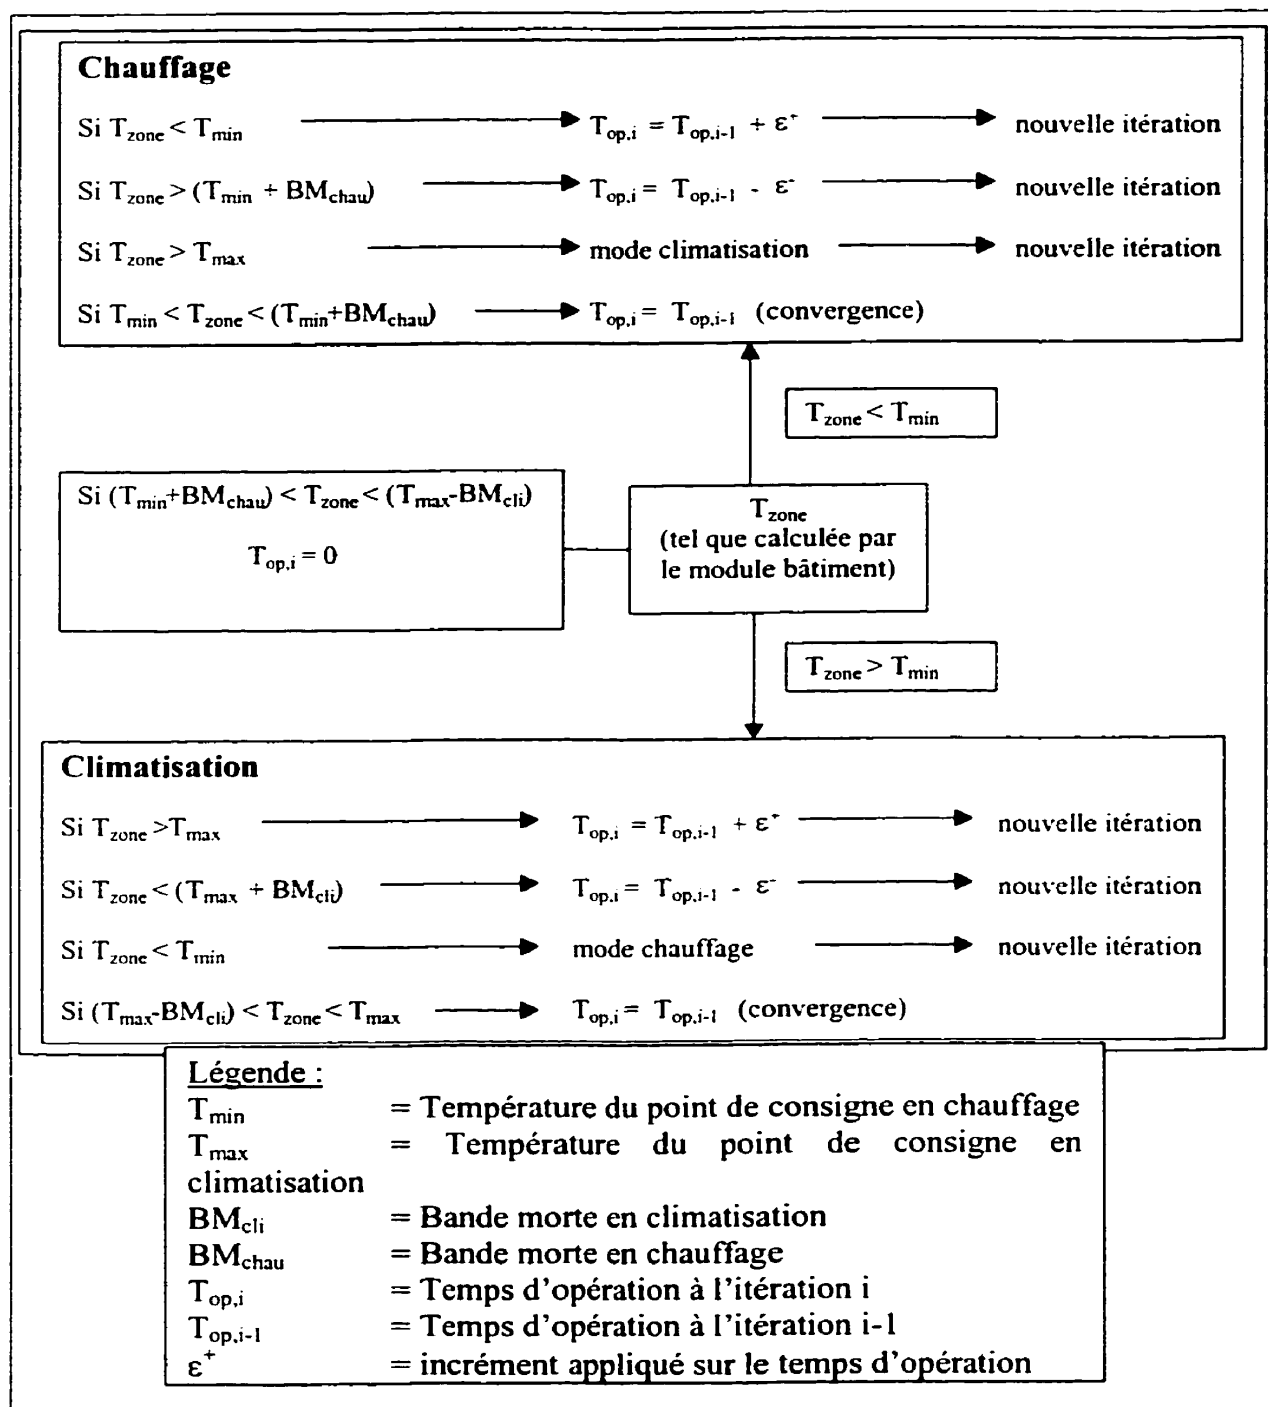 Chauffage
Si T_zone < T_min → T_op,i = T_op,i-1 + ε⁺ → nouvelle itération
Si T_zone > (T_min + BM_chau) → T_op,i = T_op,i-1 - ε⁻ → nouvelle itération
Si T_zone > T_max → mode climatisation → nouvelle itération
Si T_min < T_zone < (T_min+BM_chau) → T_op,i = T_op,i-1 (convergence)
T_zone < T_min
Si (T_min+BM_chau) < T_zone < (T_max-BM_cli)
T_op,i = 0
T_zone
(tel que calculée par
le module bâtiment)
T_zone > T_min
Climatisation
Si T_zone >T_max → T_op,i = T_op,i-1 + ε⁺ → nouvelle itération
Si T_zone < (T_max + BM_cli) → T_op,i = T_op,i-1 - ε⁻ → nouvelle itération
Si T_zone < T_min → mode chauffage → nouvelle itération
Si (T_max-BM_cli) < T_zone < T_max → T_op,i = T_op,i-1 (convergence)
Légende :
T_min = Température du point de consigne en chauffage
T_max = Température du point de consigne en
climatisation
BM_cli = Bande morte en climatisation
BM_chau = Bande morte en chauffage
T_op,i = Temps d'opération à l'itération i
T_op,i-1 = Temps d'opération à l'itération i-1
ε⁺ = incrément appliqué sur le temps d'opération